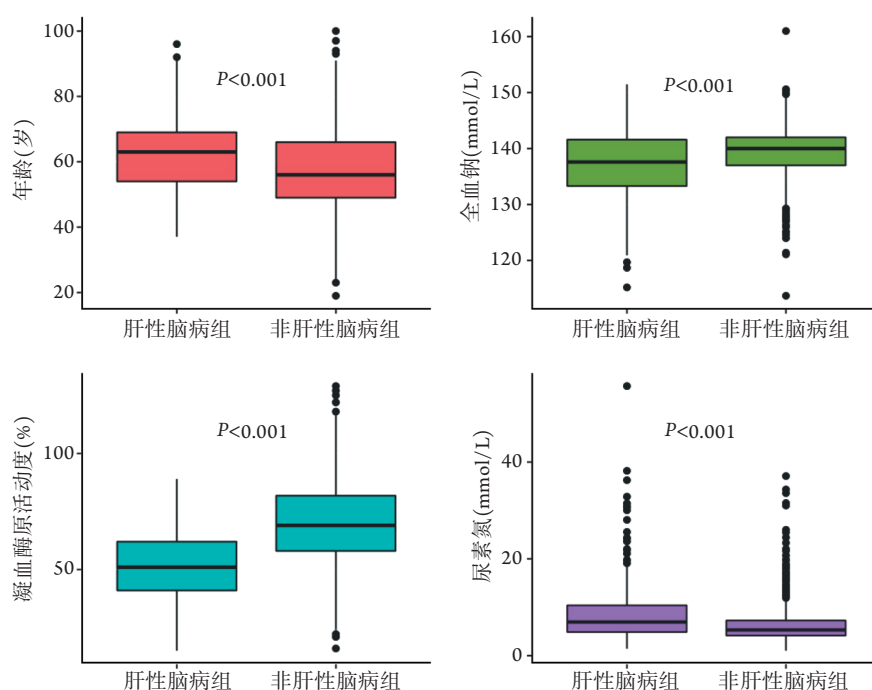 100
80
60
40
20
年龄(岁)
P<0.001
肝性脑病组
非肝性脑病组
160
150
140
130
120
全血钠(mmol/L)
P<0.001
肝性脑病组
非肝性脑病组
100
50
凝血酶原活动度(%)
P<0.001
肝性脑病组
非肝性脑病组
40
20
0
尿素氮(mmol/L)
P<0.001
肝性脑病组
非肝性脑病组